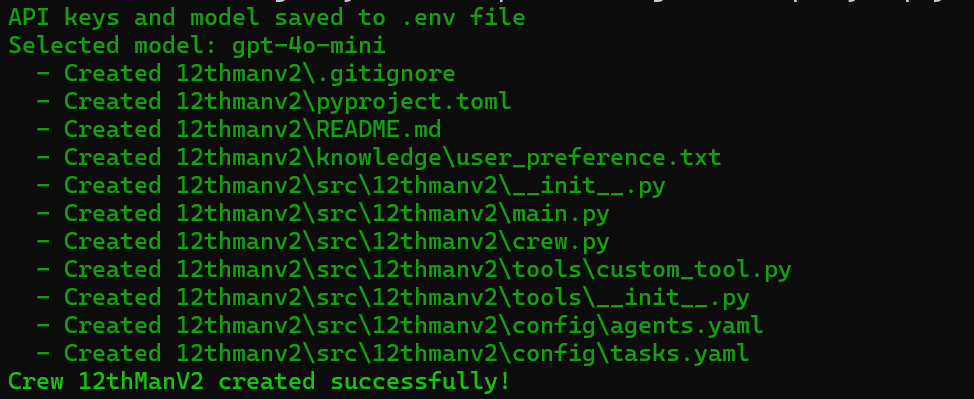 API keys and model saved to .env file
Selected model: gpt-4o-mini
- Created 12thmanv2\.gitignore
- Created 12thmanv2\pyproject.toml
- Created 12thmanv2\README.md
- Created 12thmanv2\knowledge\user_preference.txt
- Created 12thmanv2\src\12thmanv2\__init__.py
- Created 12thmanv2\src\12thmanv2\main.py
- Created 12thmanv2\src\12thmanv2\crew.py
- Created 12thmanv2\src\12thmanv2\tools\custom_tool.py
- Created 12thmanv2\src\12thmanv2\tools\__init__.py
- Created 12thmanv2\src\12thmanv2\config\agents.yaml
- Created 12thmanv2\src\12thmanv2\config\tasks.yaml
Crew 12thManV2 created successfully!